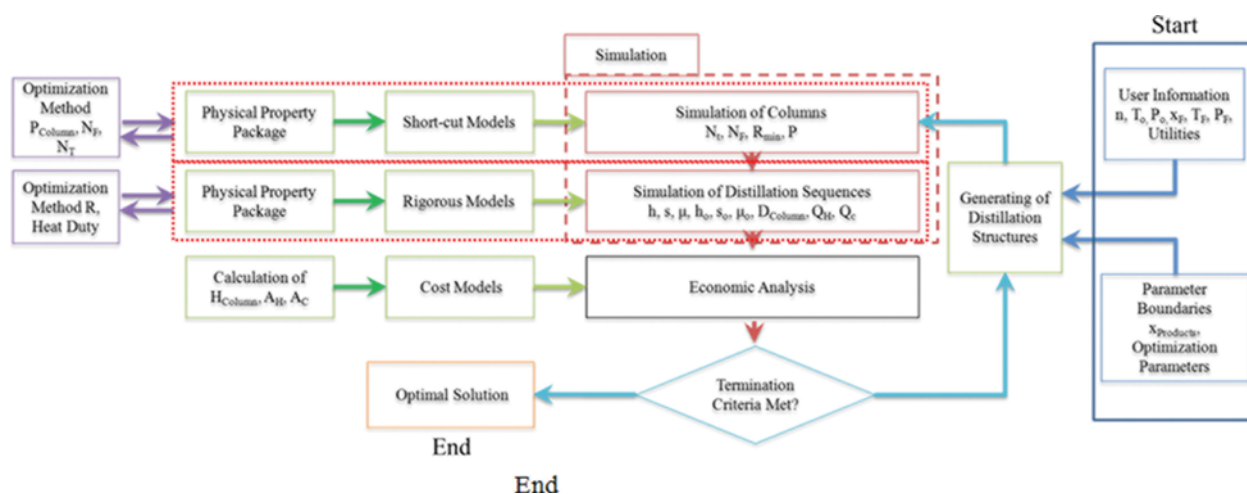 Start
Simulation
Optimization
Method
P_Column, N_F,
N_T
Physical Property
Package
Short-cut Models
Simulation of Columns
N_t, N_F, R_min, P
User Information
n, T_o, P_o, x_F, T_F, P_F,
Utilities
Optimization
Method R,
Heat Duty
Physical Property
Package
Rigorous Models
Simulation of Distillation Sequences
h, s, μ, h_o, s_o, μ_o, D_Column, Q_H, Q_c
Generating of
Distillation
Structures
Calculation of
H_Column, A_H, A_C
Cost Models
Economic Analysis
Parameter
Boundaries
x_Products,
Optimization
Parameters
Optimal Solution
Termination
Criteria Met?
End
End